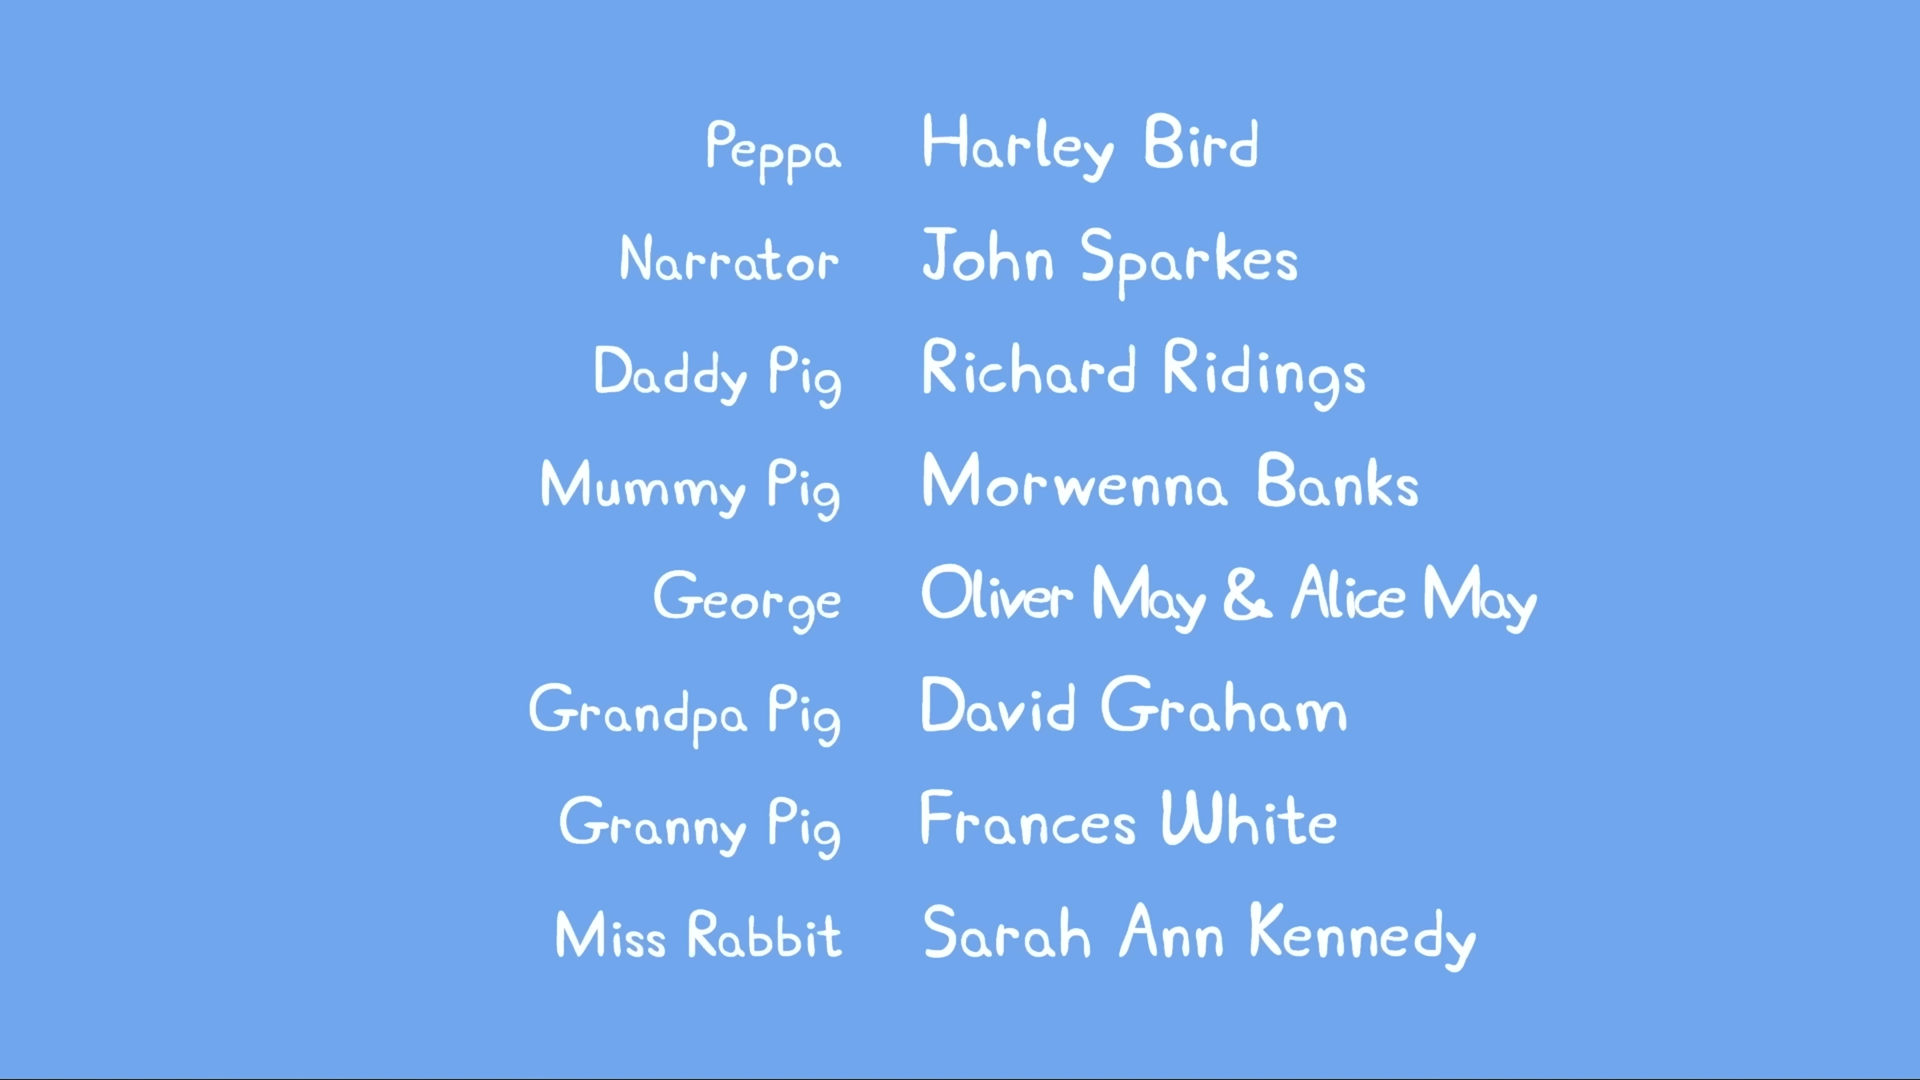 Peppa Harley Bird
Narrator John Sparkes
Daddy Pig Richard Ridings
Mummy Pig Morwenna Banks
George Oliver May & Alice May
Grandpa Pig David Graham
Granny Pig Frances White
Miss Rabbit Sarah Ann Kennedy